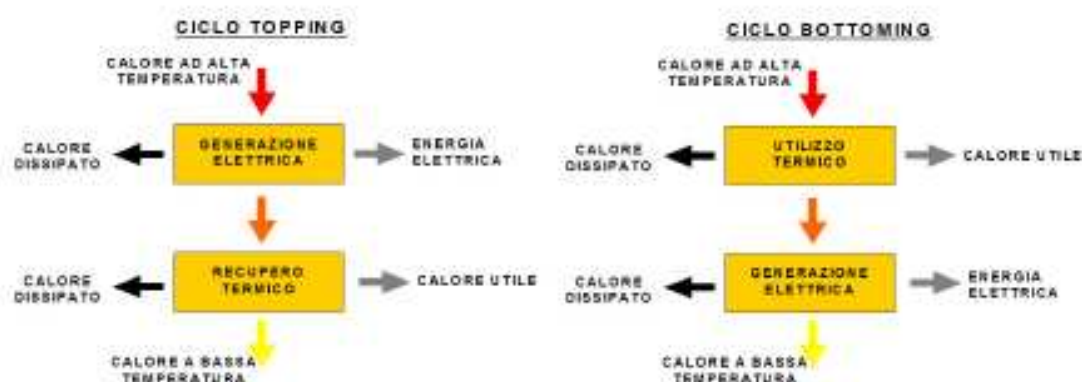 CICLO TOPPING
CALORE AD ALTA
TEMPERATURA
CALORE
DISSIPATO
GENERAZIONE
ELETTRICA
ENERGIA
ELETTRICA
CALORE
DISSIPATO
RECUPERO
TERMICO
CALORE UTILE
CALORE A BASSA
TEMPERATURA
CICLO BOTTOMING
CALORE AD ALTA
TEMPERATURA
CALORE
DISSIPATO
UTILIZZO
TERMICO
CALORE UTILE
CALORE
DISSIPATO
GENERAZIONE
ELETTRICA
ENERGIA
ELETTRICA
CALORE A BASSA
TEMPERATURA